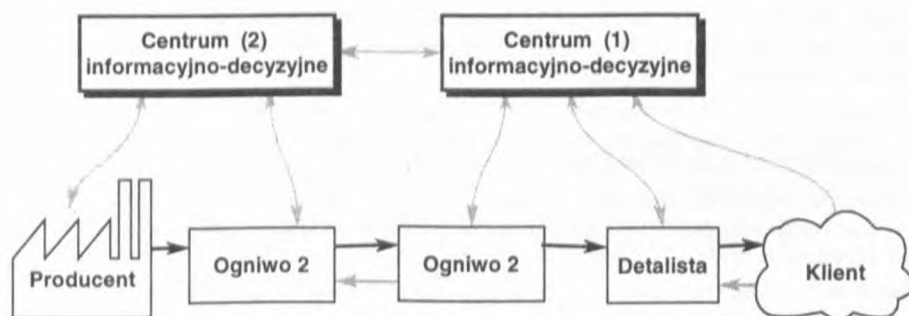 Centrum (2)
informacyjno-decyzyjne
Centrum (1)
informacyjno-decyzyjne
Producent
Ogniwo 2
Ogniwo 2
Detalista
Klient